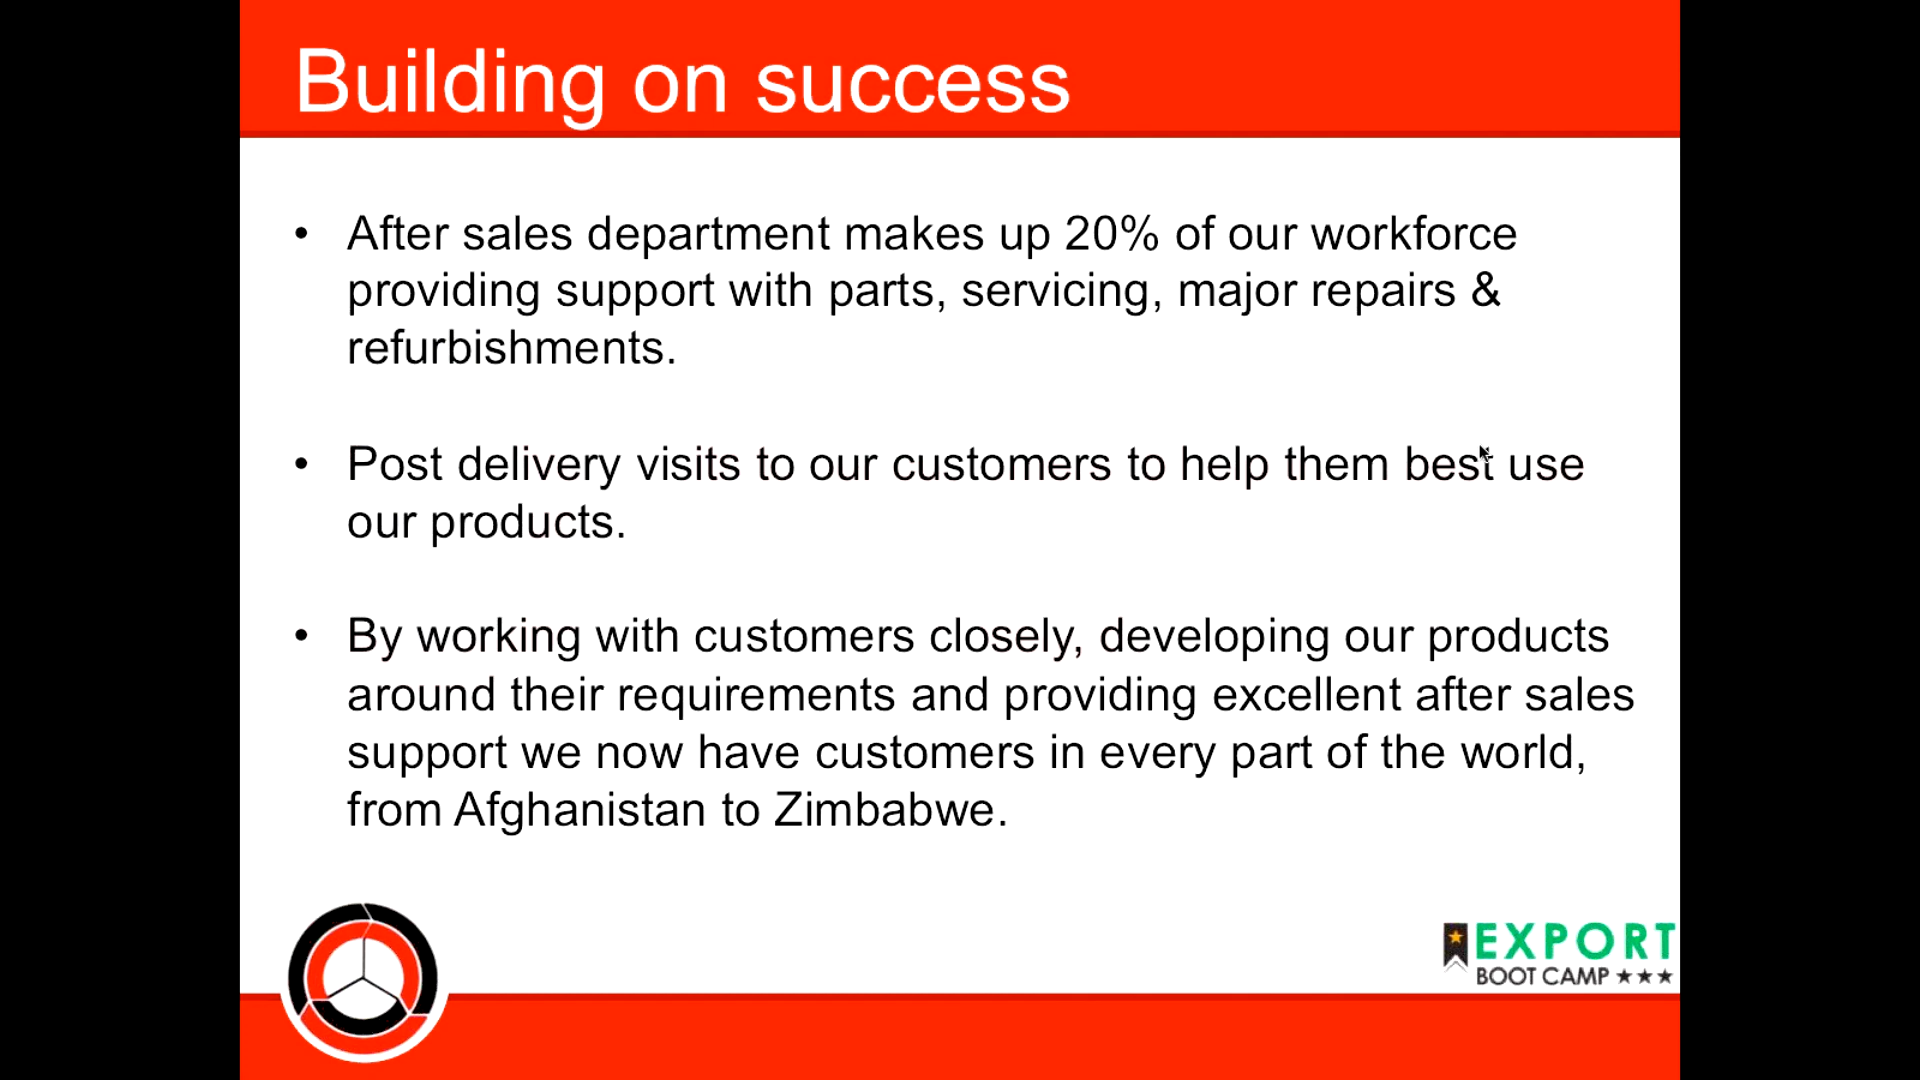 Building on success
• After sales department makes up 20% of our workforce
providing support with parts, servicing, major repairs &
refurbishments.
• Post delivery visits to our customers to help them best use
our products.
• By working with customers closely, developing our products
around their requirements and providing excellent after sales
support we now have customers in every part of the world,
from Afghanistan to Zimbabwe.
EXPORT
BOOT CAMP ★★★